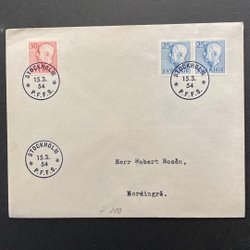 30
25 25
SVERIGE
STOCKHOLM
15.3.
54
P.F.F.S.
STOCKHOLM
15.3.
54
P.F.F.S.
STOCKHOLM
15.3.
54
P.F.F.S.
Herr Robert Rosén,
Nordingrå.